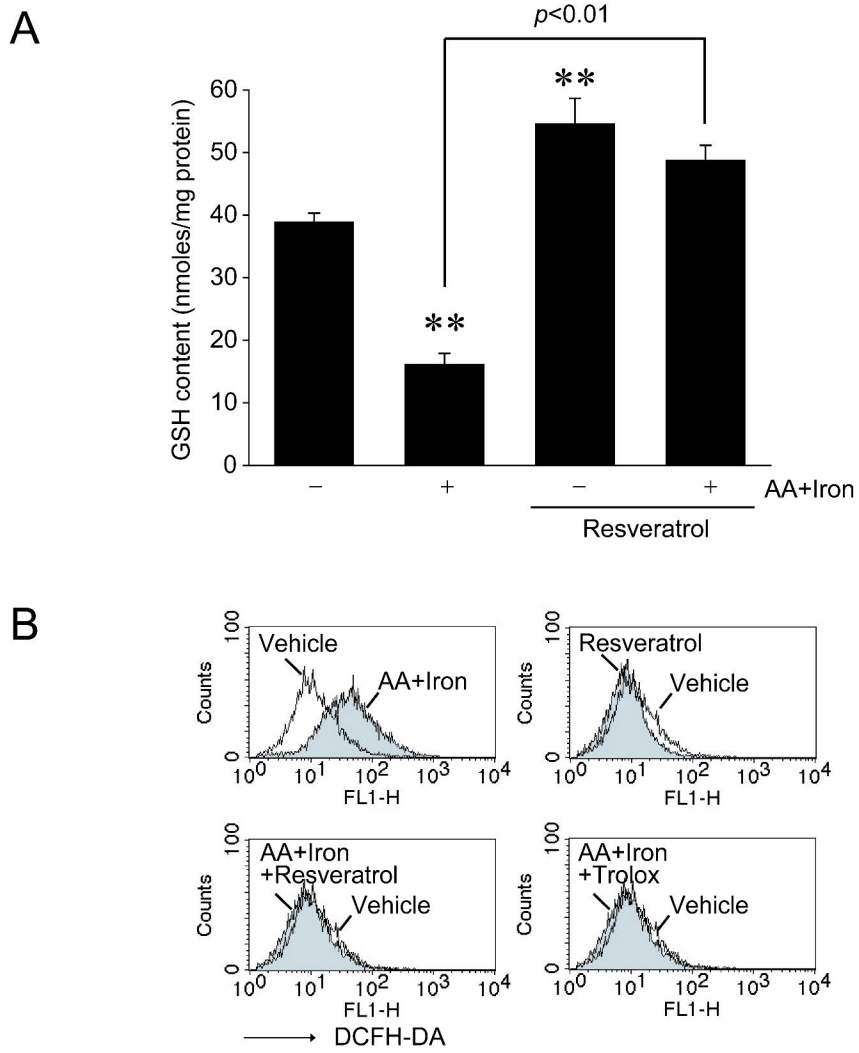 A
p<0.01
**
**
GSH content (nmoles/mg protein)
60
50
40
30
20
10
0
− + − + AA+Iron
Resveratrol
B
Vehicle
AA+Iron
Counts
100
0
10^0 10^1 10^2 10^3 10^4
FL1-H
Resveratrol
Vehicle
Counts
100
0
10^0 10^1 10^2 10^3 10^4
FL1-H
AA+Iron
+Resveratrol
Vehicle
Counts
100
0
10^0 10^1 10^2 10^3 10^4
FL1-H
AA+Iron
+Trolox
Vehicle
Counts
100
0
10^0 10^1 10^2 10^3 10^4
FL1-H
DCFH-DA